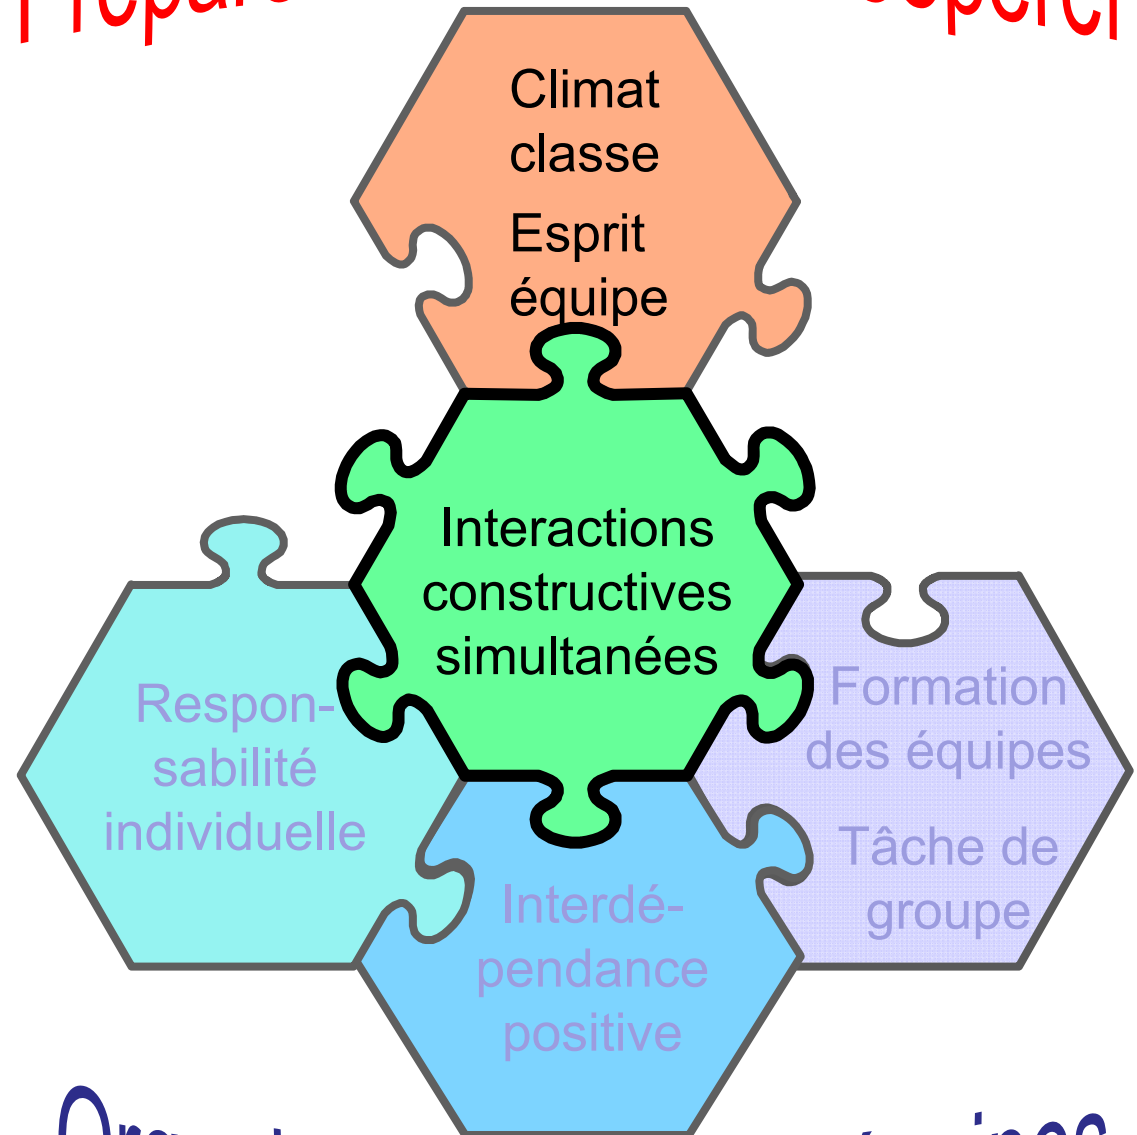 Climat
classe
Esprit
équipe
Interactions
constructives
simultanées
Respon-
sabilité
individuelle
Formation
des équipes
Tâche de
groupe
Interdé-
pendance
positive